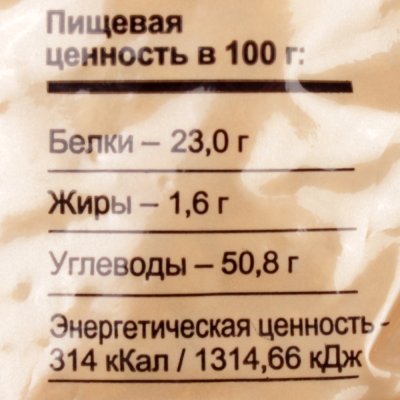 Пищевая
ценность в 100 г:
Белки – 23,0 г
Жиры – 1,6 г
Углеводы – 50,8 г
Энергетическая ценность -
314 кКал / 1314,66 кДж